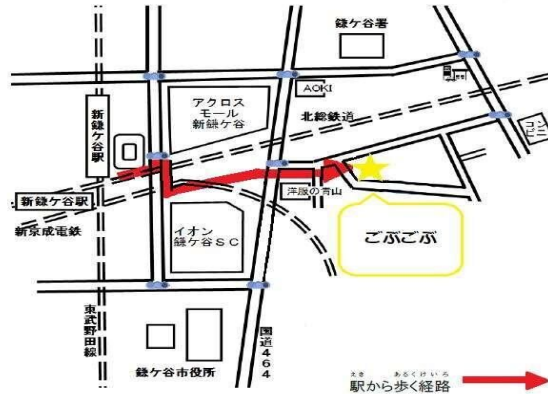 鎌ケ谷署
AOKI
アクロス
モール
新鎌ケ谷
北総鉄道
コン
ビニ
新鎌ケ谷駅
新鎌ケ谷駅
新京成電鉄
洋服の青山
イオン
鎌ケ谷SC
ごぶごぶ
東武野田線
国道464
鎌ケ谷市役所
えき あるくけいろ
駅から歩く経路